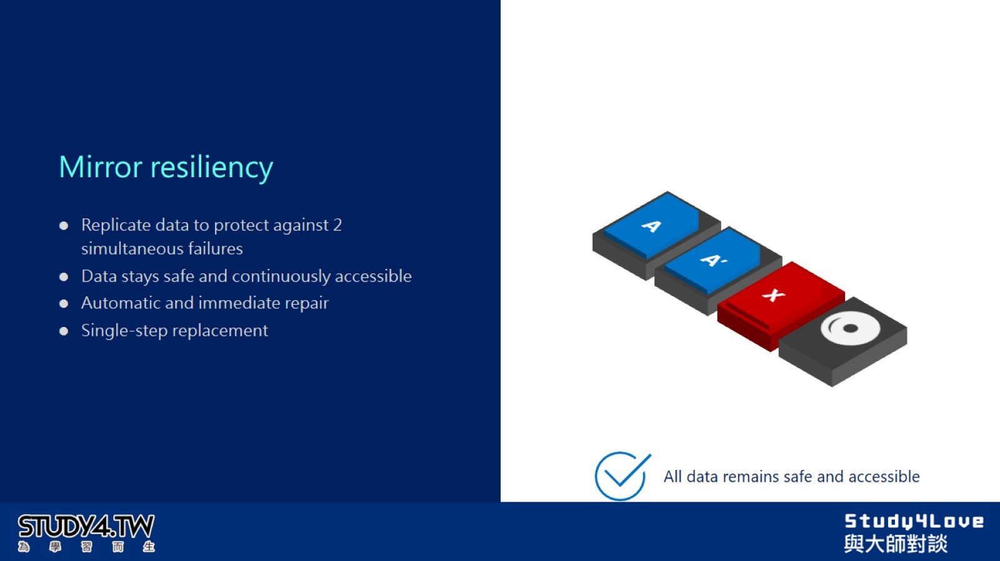 Mirror resiliency
● Replicate data to protect against 2
simultaneous failures
● Data stays safe and continuously accessible
● Automatic and immediate repair
● Single-step replacement
A
A'
X
All data remains safe and accessible
STUDY4.TW
為學習而生
Study4Love
與大師對談